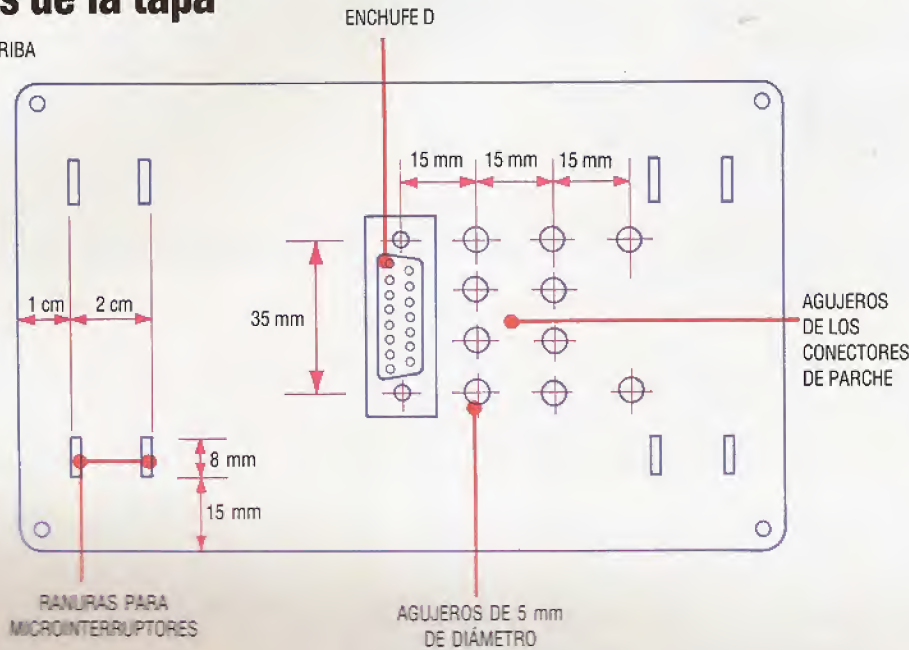 s de la tapa
RIBA
ENCHUFE D
15 mm 15 mm 15 mm
1 cm 2 cm
35 mm
AGUJEROS
DE LOS
CONECTORES
DE PARCHE
8 mm
15 mm
RANURAS PARA
MICROINTERRUPTORES
AGUJEROS DE 5 mm
DE DIÁMETRO